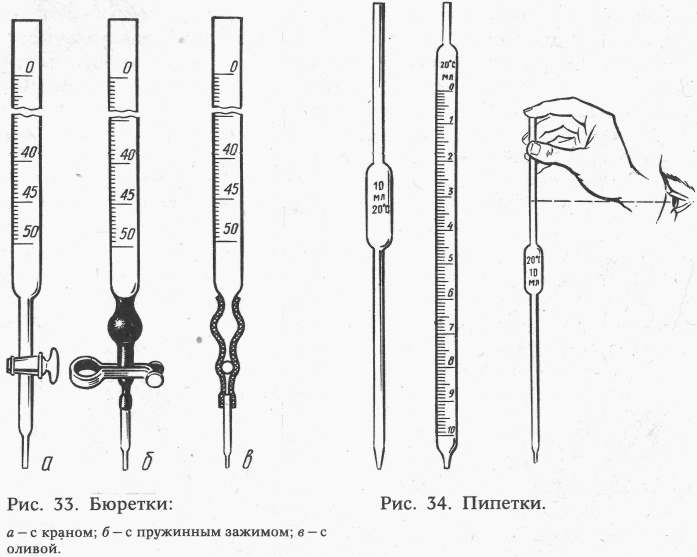 0
40
45
50
а
0
40
45
50
б
0
40
45
50
в
10
мл
20°С
20°С
мл
0
1
2
3
4
5
6
7
8
9
10
20°С
10
мл
Рис. 33. Бюретки:
а – с краном; б – с пружинным зажимом; в – с
оливой.
Рис. 34. Пипетки.